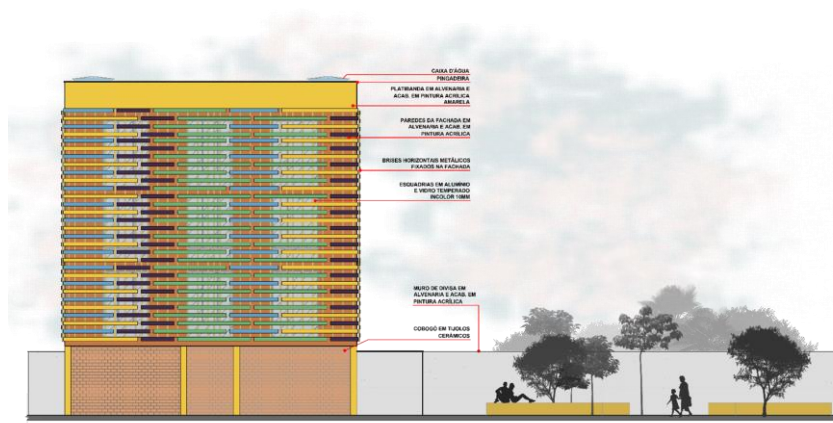 CAIXA D'ÁGUA
PINGADEIRA
PLATIBANDA EM ALVENARIA E
ACAB. EM PINTURA ACRÍLICA
AMARELA
PAREDES DA FACHADA EM
ALVENARIA E ACAB. EM
PINTURA ACRÍLICA
BRISES HORIZONTAIS METÁLICOS
FIXADOS NA FACHADA
ESQUADRIAS EM ALUMÍNIO
E VIDRO TEMPERADO
INCOLOR 10MM
MURO DE DIVISA EM
ALVENARIA E ACAB. EM
PINTURA ACRÍLICA
COBOGÓ EM TIJOLOS
CERÂMICOS